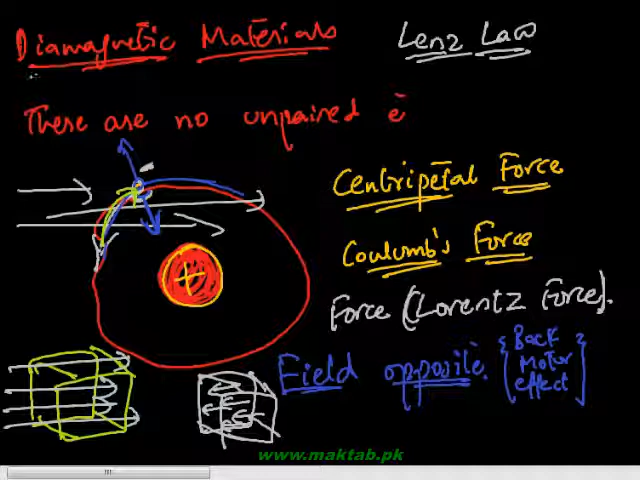 Diamagnetic Materials Lenz Law
There are no unpaired e
Centripetal Force
Coulomb's Force
Force (Lorentz Force).
Field opposite. { Back
Motor
effect }
+
www.maktab.pk